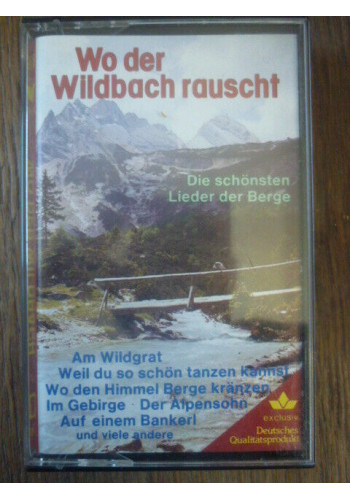 Wo der
Wildbach rauscht
Die schönsten
Lieder der Berge
Am Wildgrat
Weil du so schön tanzen kannst
Wo den Himmel Berge kränzen
Im Gebirge · Der Alpensohn
Auf einem Bankerl
und viele andere
exclusiv
Deutsches
Qualitätsprodukt